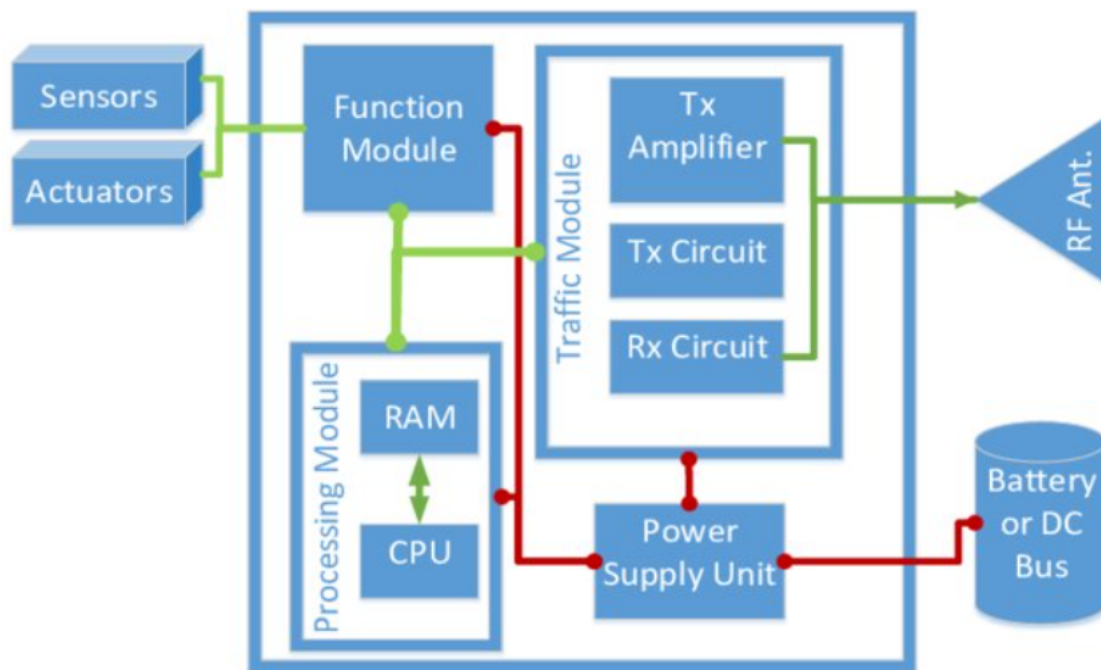 Sensors
Actuators
Function
Module
Traffic Module
Tx
Amplifier
Tx Circuit
Rx Circuit
RF Ant.
Processing Module
RAM
CPU
Power
Supply Unit
Battery
or DC
Bus